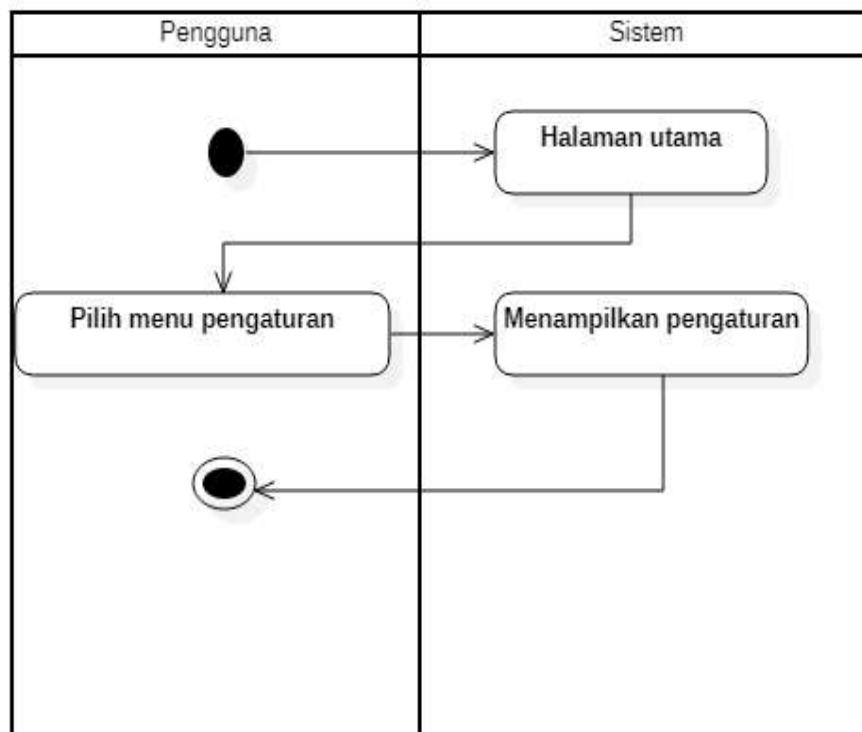 Pengguna
Sistem
Halaman utama
Pilih menu pengaturan
Menampilkan pengaturan